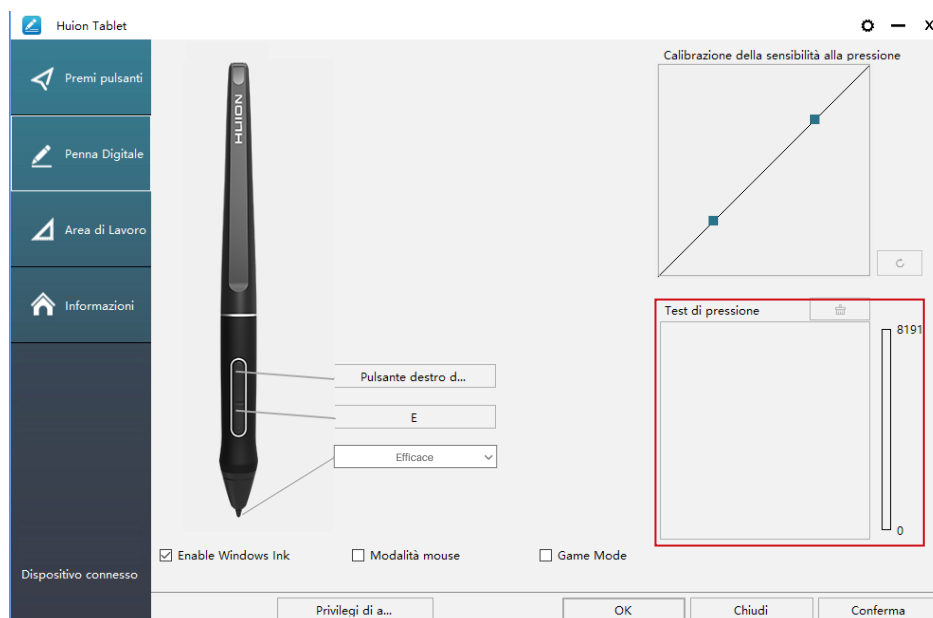 Huion Tablet
X
Premi pulsanti
Penna Digitale
Area di Lavoro
Informazioni
Dispositivo connesso
HUION
Pulsante destro d...
E
Efficace
Calibrazione della sensibilità alla pressione
Test di pressione
8191
0
Enable Windows Ink
Modalità mouse
Game Mode
Privilegi di a...
OK
Chiudi
Conferma